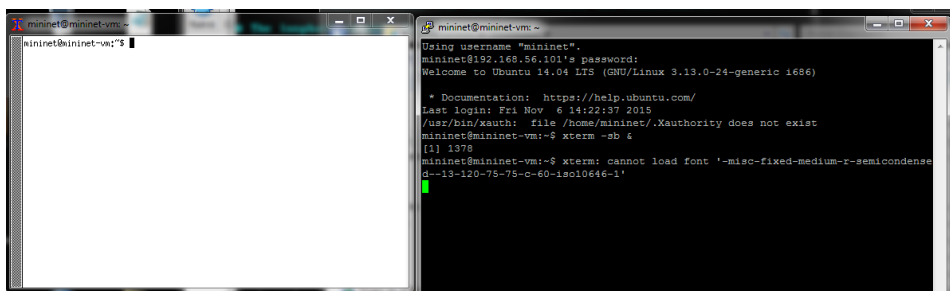 mininet@mininet-vm: ~
mininet@mininet-vm:~$
mininet@mininet-vm: ~
Using username "mininet".
mininet@192.168.56.101's password:
Welcome to Ubuntu 14.04 LTS (GNU/Linux 3.13.0-24-generic i686)
* Documentation:  https://help.ubuntu.com/
Last login: Fri Nov  6 14:22:37 2015
/usr/bin/xauth:  file /home/mininet/.Xauthority does not exist
mininet@mininet-vm:~$ xterm -sb &
[1] 1378
mininet@mininet-vm:~$ xterm: cannot load font '-misc-fixed-medium-r-semicondense
d--13-120-75-75-c-60-iso10646-1'